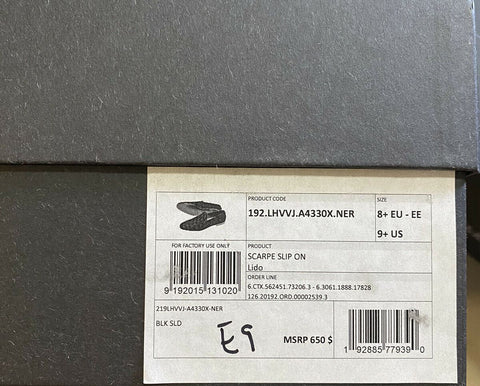 PRODUCT CODE
192.LHVVJ.A4330X.NER
SIZE
8+ EU - EE
9+ US
FOR FACTORY USE ONLY
9 192015 131020
PRODUCT
SCARPE SLIP ON
Lido
ORDER LINE
6.CTX.562451.73206.3 - 6.3061.1888.17828
126.20192.ORD.00002539.3
219LHVVJ-A4330X-NER
BLK SLD
E9
MSRP 650 $
1 92885 77939 0